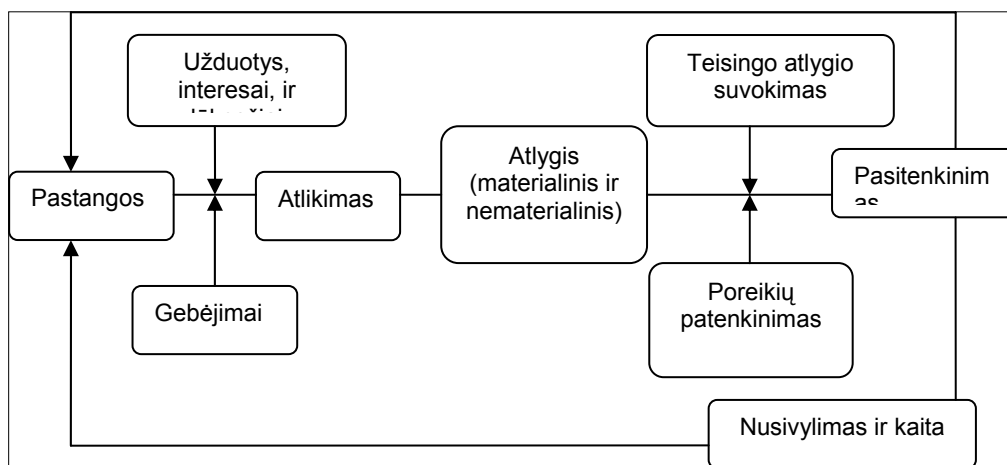 Užduotys,
interesai, ir
Teisingo atlygio
suvokimas
Pastangos
Atlikimas
Atlygis
(materialinis ir
nematerialinis)
Pasitenkinim
as
Gebėjimai
Poreikių
patenkinimas
Nusivylimas ir kaita